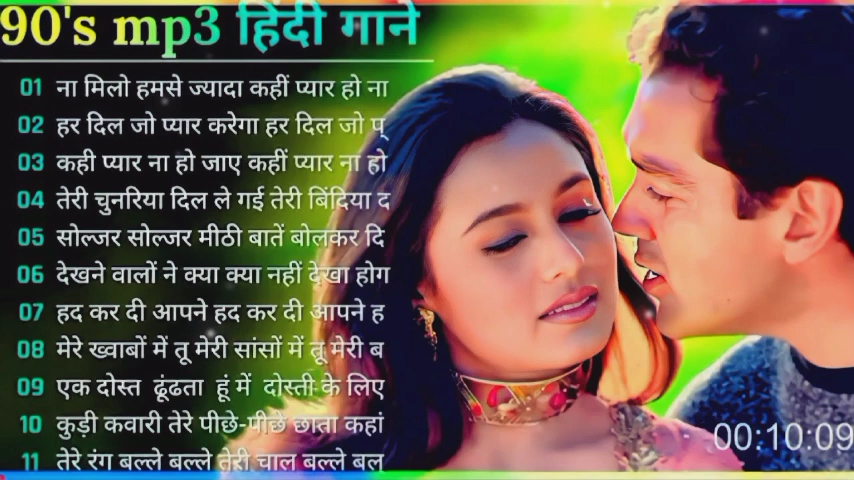 90's mp3 हिंदी गाने
01 ना मिलो हमसे ज्यादा कहीं प्यार हो ना
02 हर दिल जो प्यार करेगा हर दिल जो प्
03 कही प्यार ना हो जाए कहीं प्यार ना हो
04 तेरी चुनरिया दिल ले गई तेरी बिंदिया द
05 सोल्जर सोल्जर मीठी बातें बोलकर दि
06 देखने वालों ने क्या क्या नहीं देखा होग
07 हद कर दी आपने हद कर दी आपने ह
08 मेरे ख्वाबों में तू मेरी सांसों में तू मेरी ब
09 एक दोस्त ढूंढता हूं में दोस्ती के लिए
10 कुड़ी कवारी तेरे पीछे-पीछे छाता कहां
11 तेरे रंग बल्ले बल्ले तेरी चाल बल्ले बल
00:10:09